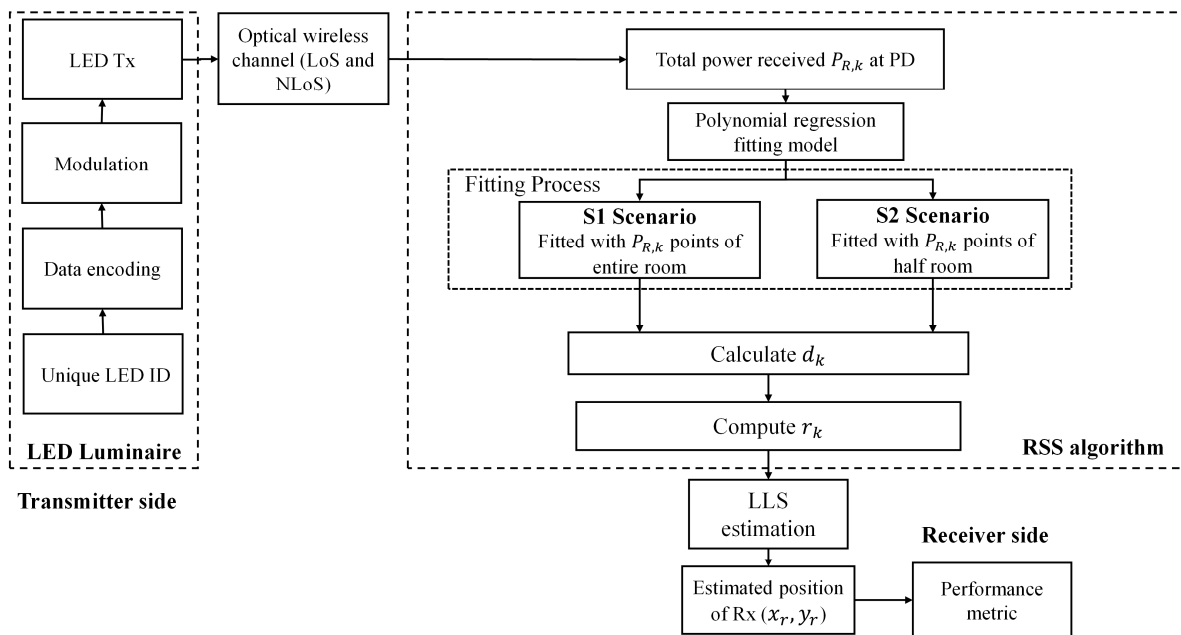 LED Tx
Modulation
Data encoding
Unique LED ID
LED Luminaire
Transmitter side
Optical wireless
channel (LoS and
NLoS)
Total power received P_{R,k} at PD
Polynomial regression
fitting model
Fitting Process
S1 Scenario
Fitted with P_{R,k} points of
entire room
S2 Scenario
Fitted with P_{R,k} points of
half room
Calculate d_k
Compute r_k
RSS algorithm
LLS
estimation
Receiver side
Estimated position
of Rx (x_r, y_r)
Performance
metric